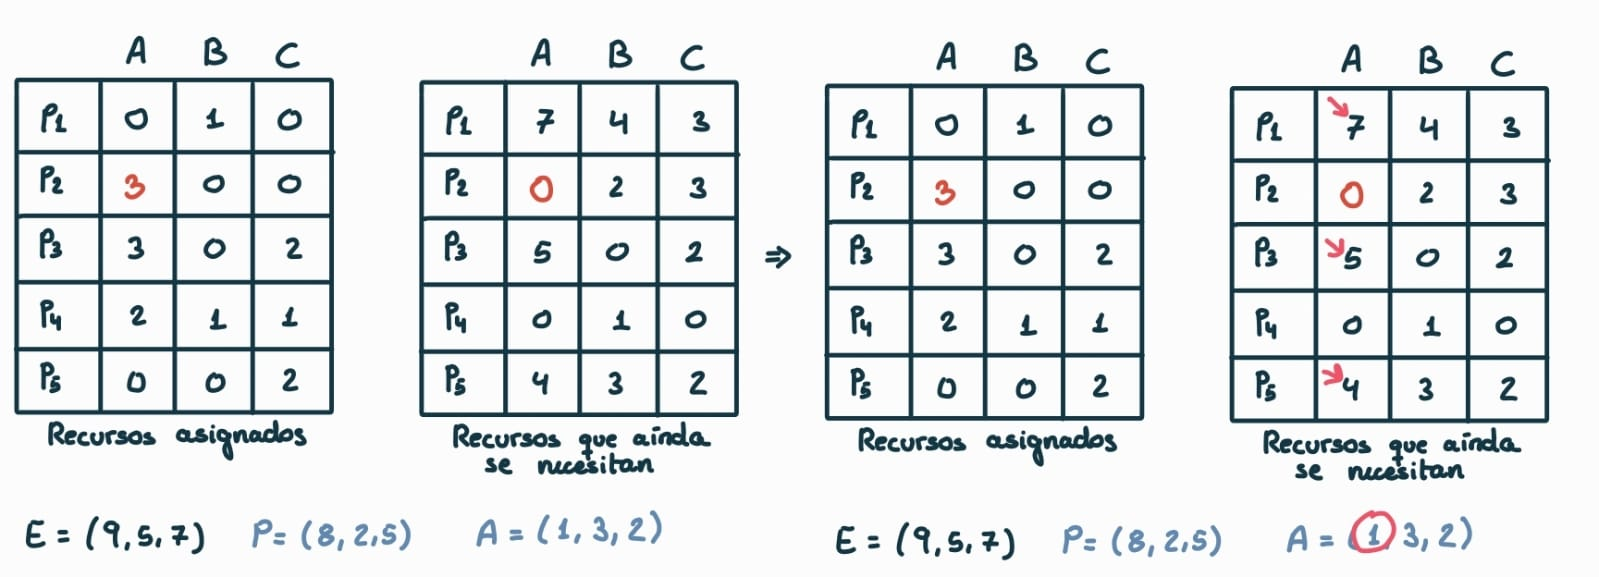 A B C
P1 0 1 0
P2 3 0 0
P3 3 0 2
P4 2 1 1
P5 0 0 2
Recursos asignados
E = (9,5,7) P= (8,2,5)
A B C
P1 7 4 3
P2 0 2 3
P3 5 0 2
P4 0 1 0
P5 4 3 2
Recursos que ainda
se necesitan
A = (1,3,2)
⇒
A B C
P1 0 1 0
P2 3 0 0
P3 3 0 2
P4 2 1 1
P5 0 0 2
Recursos asignados
E = (9,5,7) P= (8,2,5)
A B C
P1 7 4 3
P2 0 2 3
P3 5 0 2
P4 0 1 0
P5 4 3 2
Recursos que ainda
se necesitan
A = (1,3,2)